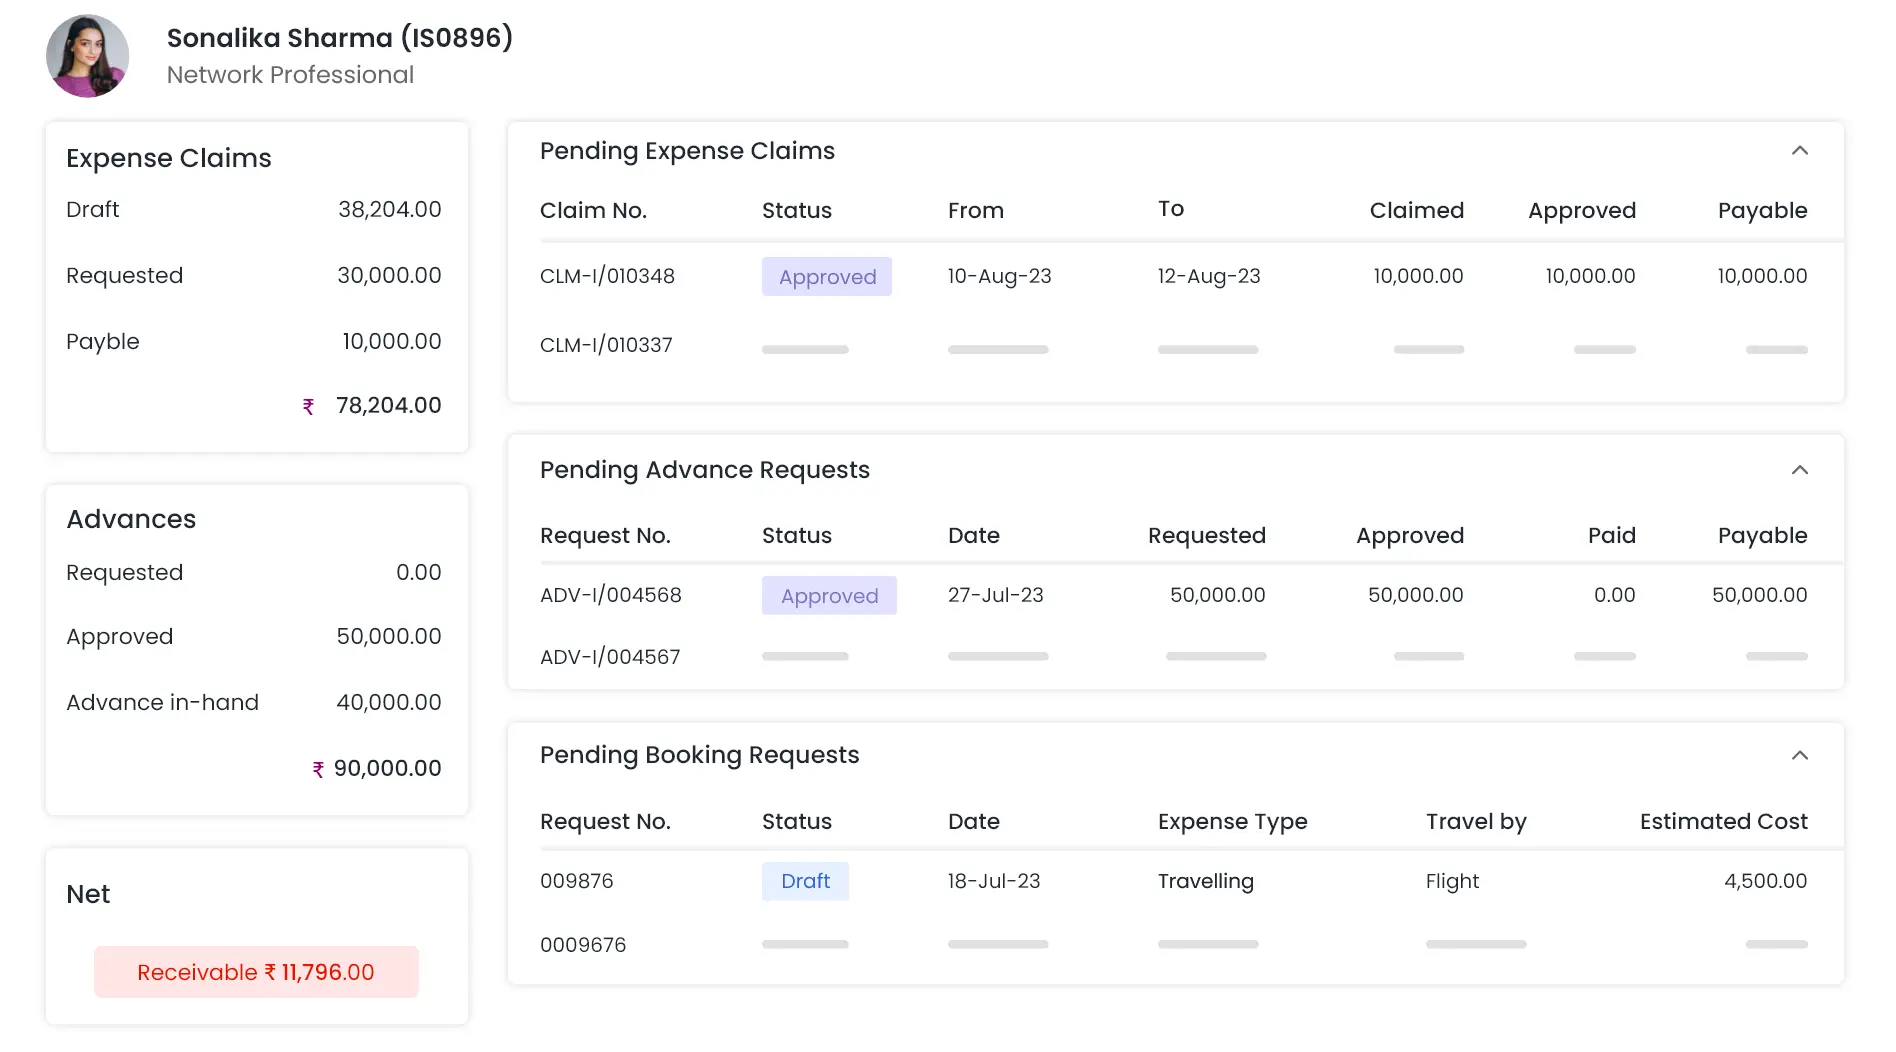 Sonalika Sharma (IS0896)
Network Professional
Expense Claims
Draft 38,204.00
Requested 30,000.00
Payble 10,000.00
₹ 78,204.00
Advances
Requested 0.00
Approved 50,000.00
Advance in-hand 40,000.00
₹ 90,000.00
Net
Receivable ₹ 11,796.00
Pending Expense Claims
Claim No. Status From To Claimed Approved Payable
CLM-I/010348 Approved 10-Aug-23 12-Aug-23 10,000.00 10,000.00 10,000.00
CLM-I/010337
Pending Advance Requests
Request No. Status Date Requested Approved Paid Payable
ADV-I/004568 Approved 27-Jul-23 50,000.00 50,000.00 0.00 50,000.00
ADV-I/004567
Pending Booking Requests
Request No. Status Date Expense Type Travel by Estimated Cost
009876 Draft 18-Jul-23 Travelling Flight 4,500.00
0009676